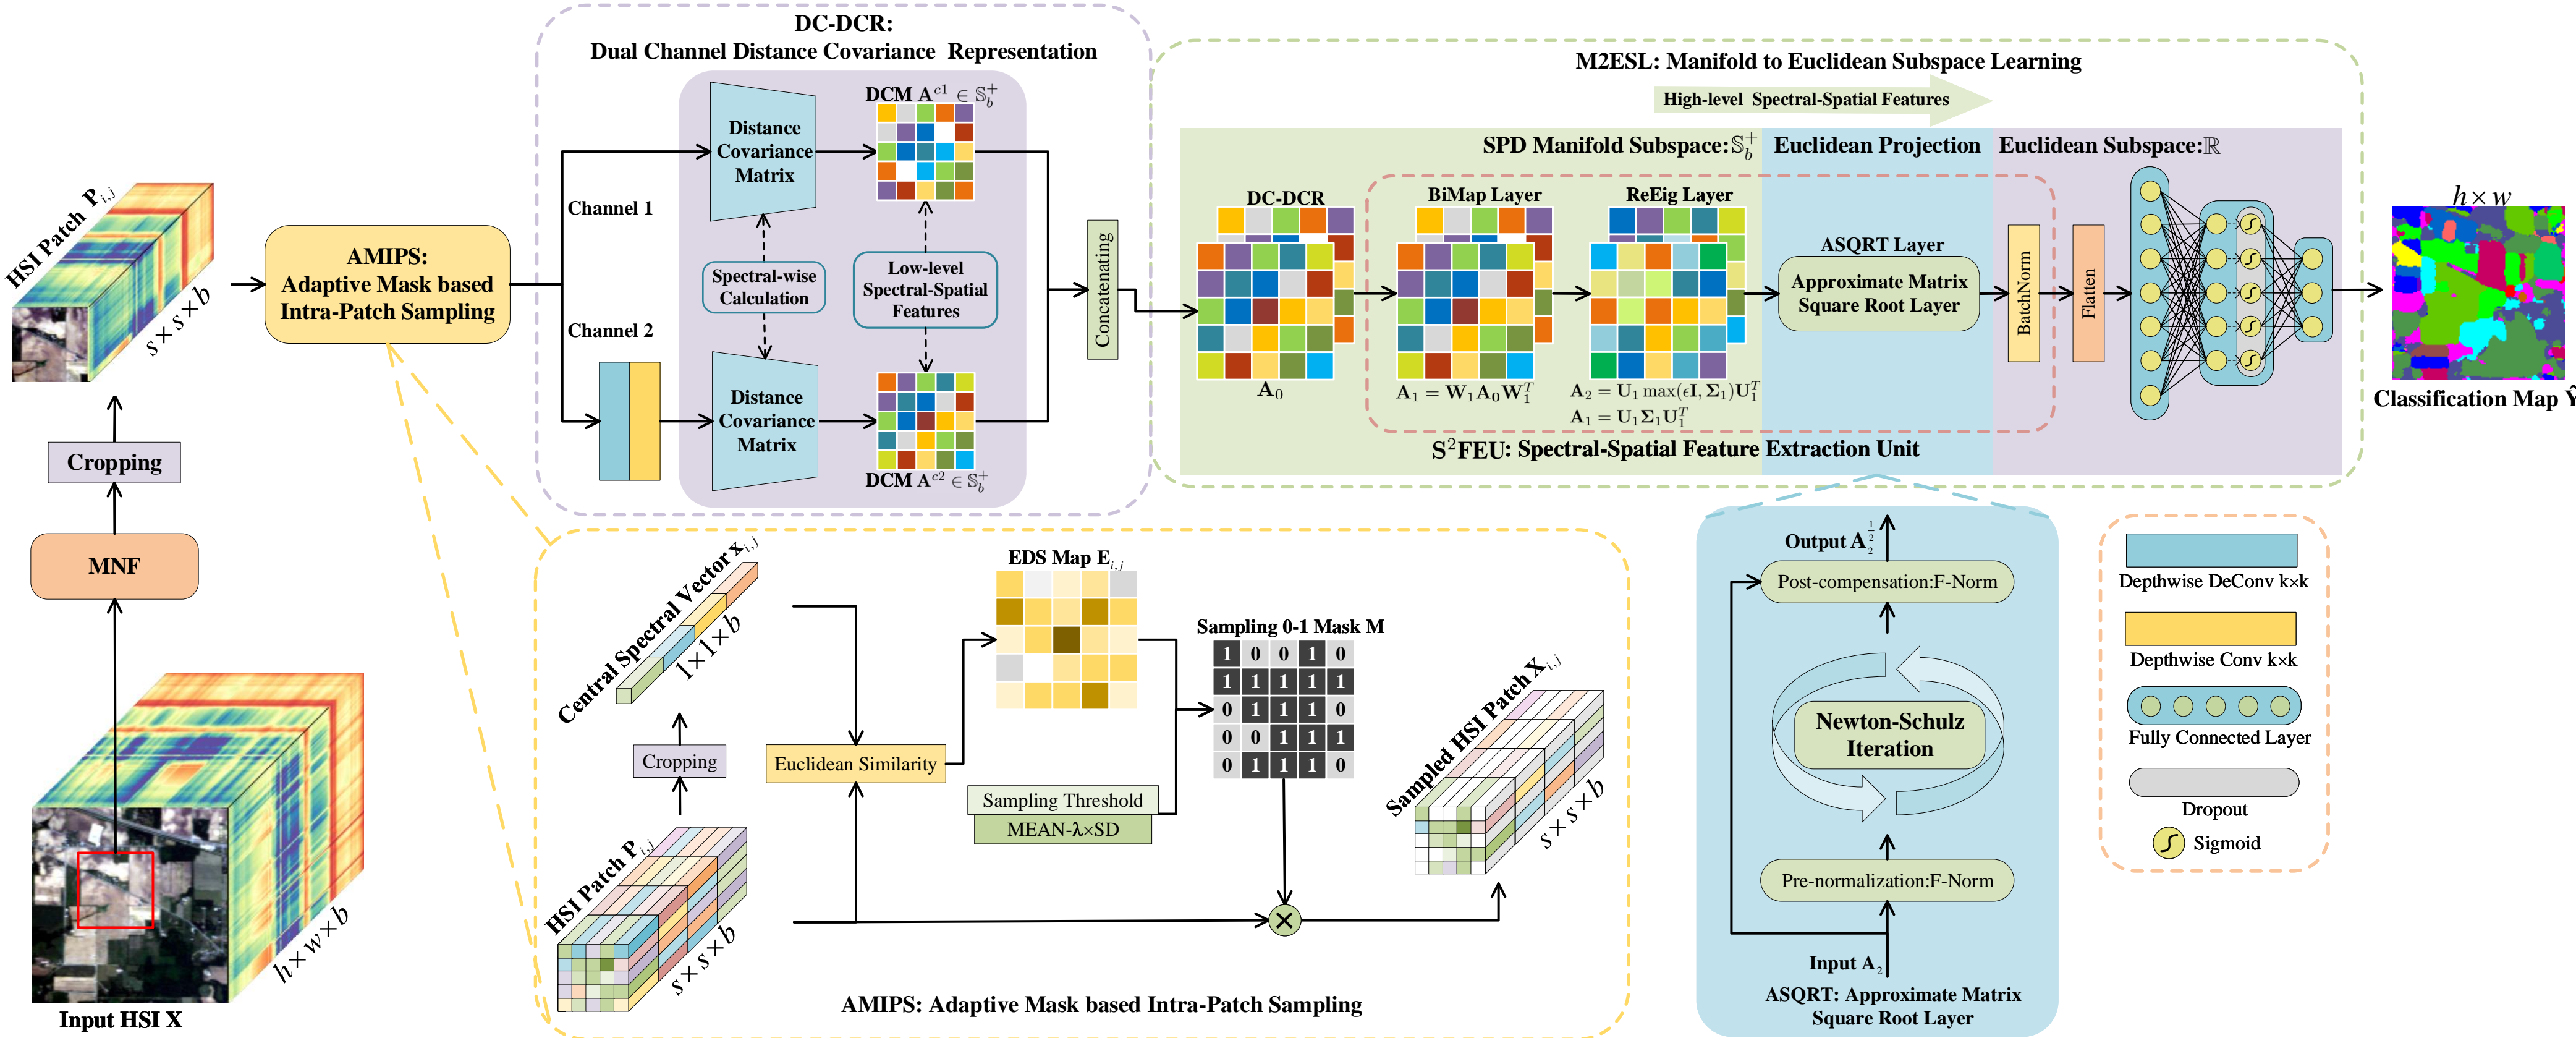 DC-DCR:
Dual Channel Distance Covariance Representation
HSI Patch P_{i,j}
s×s×b
Cropping
MNF
h×w×b
Input HSI X
AMIPS:
Adaptive Mask based
Intra-Patch Sampling
Channel 1
Channel 2
Distance
Covariance
Matrix
DCM A^{c1} ∈ 𝕊_b^+
Spectral-wise
Calculation
Low-level
Spectral-Spatial
Features
Distance
Covariance
Matrix
DCM A^{c2} ∈ 𝕊_b^+
Concatenating
M2ESL: Manifold to Euclidean Subspace Learning
High-level Spectral-Spatial Features
SPD Manifold Subspace:𝕊_b^+
Euclidean Projection
Euclidean Subspace:ℝ
DC-DCR
A_0
BiMap Layer
A_1 = W_1A_0W_1^T
ReEig Layer
A_2 = U_1 max(ϵI, Σ_1)U_1^T
A_1 = U_1Σ_1U_1^T
ASQRT Layer
Approximate Matrix
Square Root Layer
BatchNorm
Flatten
S²FEU: Spectral-Spatial Feature Extraction Unit
h×w
Classification Map Ŷ
Central Spectral Vector x_{i,j}
1×1×b
Cropping
HSI Patch P_{i,j}
s×s×b
Euclidean Similarity
EDS Map E_{i,j}
Sampling Threshold
MEAN-λ×SD
Sampling 0-1 Mask M
1 0 0 1 0
1 1 1 1 1
0 1 1 1 0
0 0 1 1 1
0 1 1 1 0
Sampled HSI Patch X_{i,j}
s×s×b
AMIPS: Adaptive Mask based Intra-Patch Sampling
Output A_2^{1/2}
Post-compensation:F-Norm
Newton-Schulz
Iteration
Pre-normalization:F-Norm
Input A_2
ASQRT: Approximate Matrix
Square Root Layer
Depthwise DeConv k×k
Depthwise Conv k×k
Fully Connected Layer
Dropout
Sigmoid